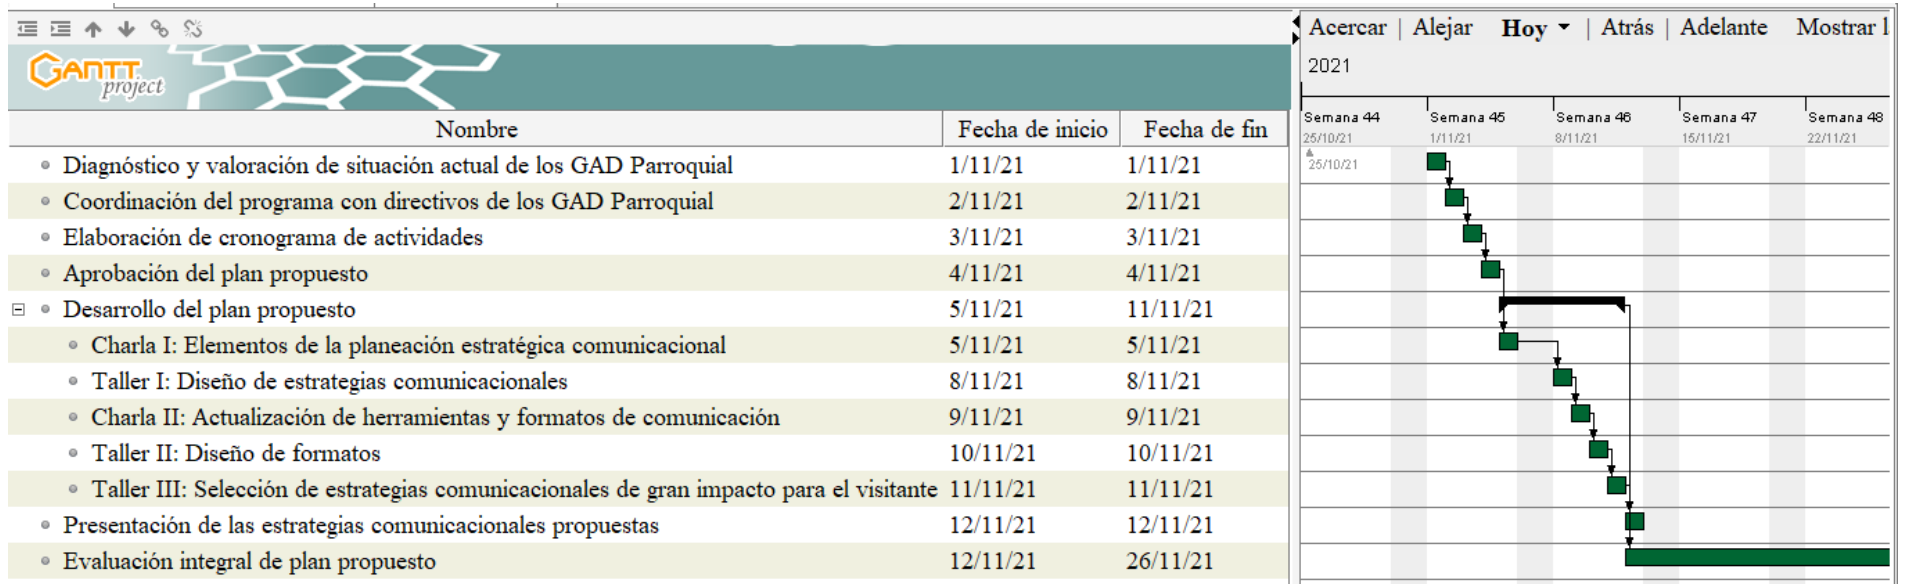 Acercar | Alejar Hoy | Atrás | Adelante Mostrar
GANTT project
2021
Nombre Fecha de inicio Fecha de fin
Semana 44 Semana 45 Semana 46 Semana 47 Semana 48
25/10/21 1/11/21 8/11/21 15/11/21 22/11/21
25/10/21
Diagnóstico y valoración de situación actual de los GAD Parroquial 1/11/21 1/11/21
Coordinación del programa con directivos de los GAD Parroquial 2/11/21 2/11/21
Elaboración de cronograma de actividades 3/11/21 3/11/21
Aprobación del plan propuesto 4/11/21 4/11/21
Desarrollo del plan propuesto 5/11/21 11/11/21
Charla I: Elementos de la planeación estratégica comunicacional 5/11/21 5/11/21
Taller I: Diseño de estrategias comunicacionales 8/11/21 8/11/21
Charla II: Actualización de herramientas y formatos de comunicación 9/11/21 9/11/21
Taller II: Diseño de formatos 10/11/21 10/11/21
Taller III: Selección de estrategias comunicacionales de gran impacto para el visitante 11/11/21 11/11/21
Presentación de las estrategias comunicacionales propuestas 12/11/21 12/11/21
Evaluación integral de plan propuesto 12/11/21 26/11/21